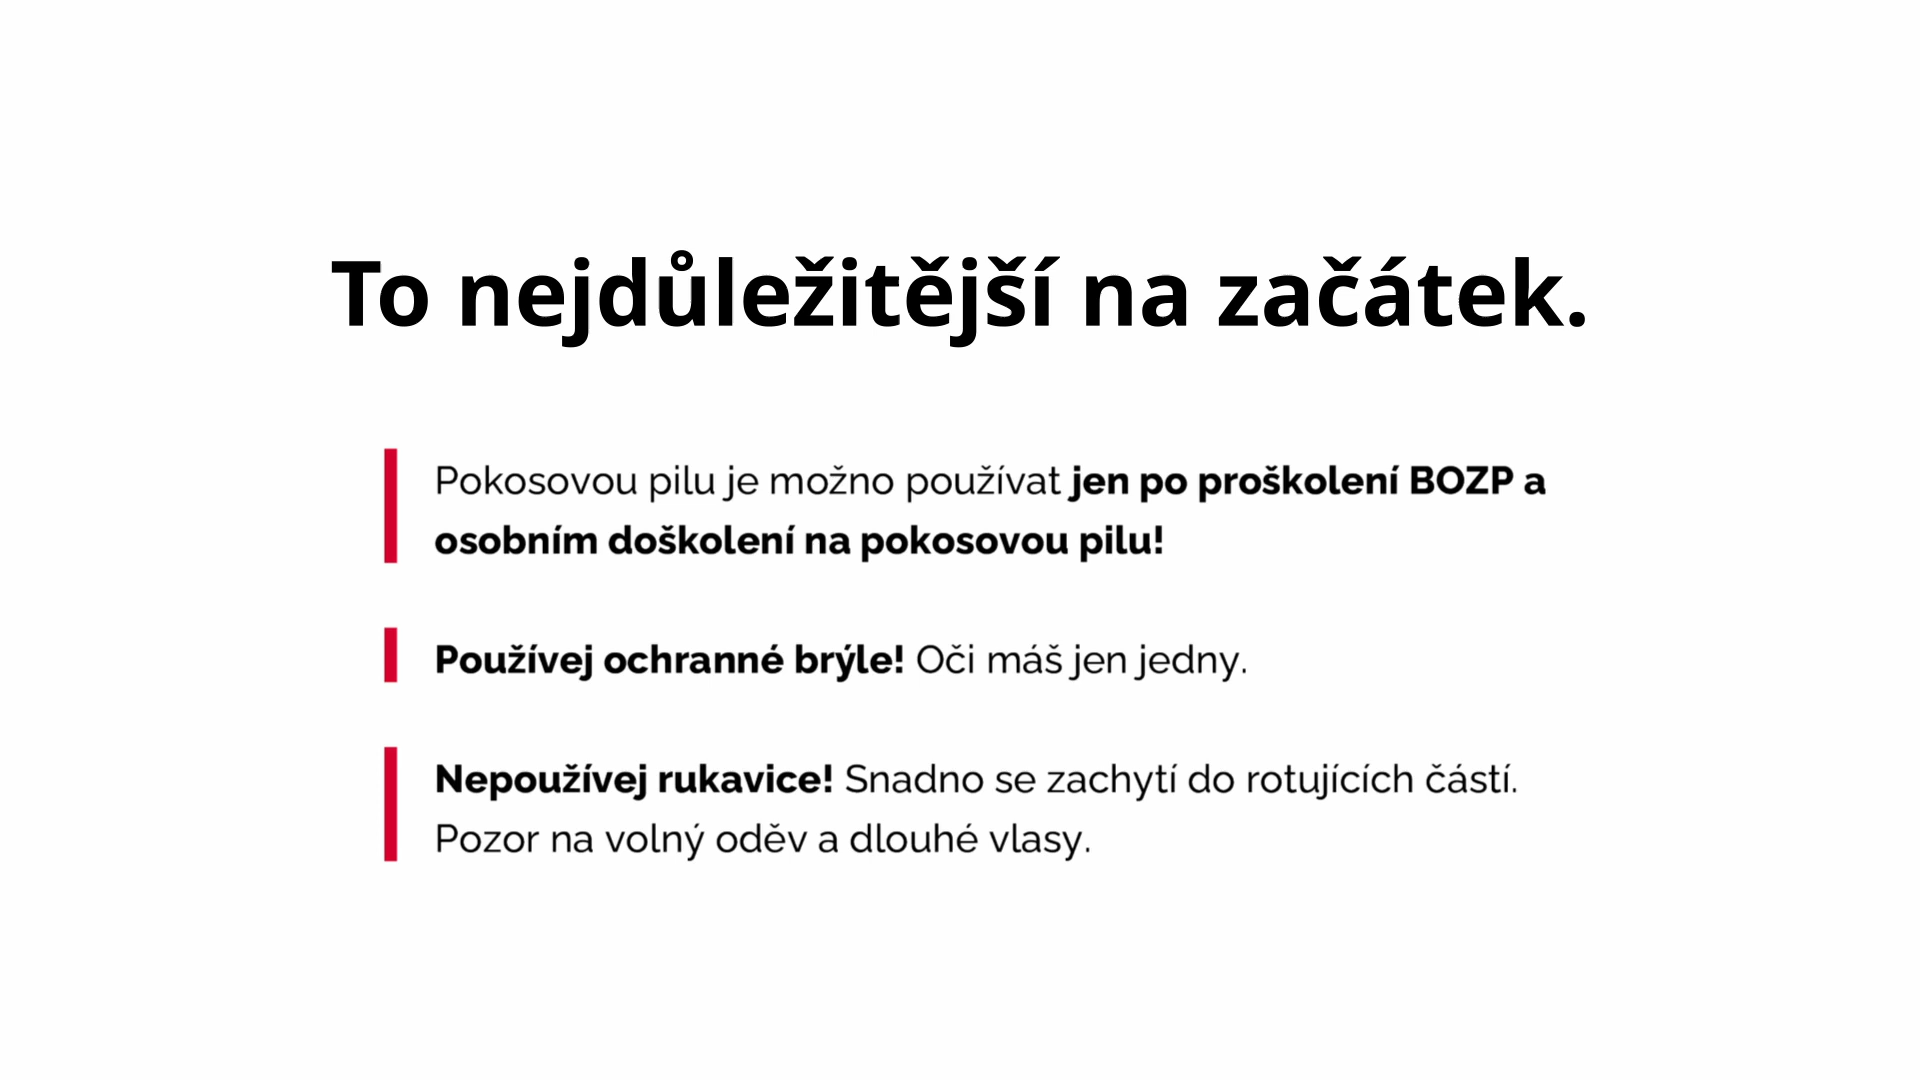 To nejdůležitější na začátek.
Pokosovou pilu je možno používat jen po proškolení BOZP a
osobním doškolení na pokosovou pilu!
Používej ochranné brýle! Oči máš jen jedny.
Nepoužívej rukavice! Snadno se zachytí do rotujících částí.
Pozor na volný oděv a dlouhé vlasy.